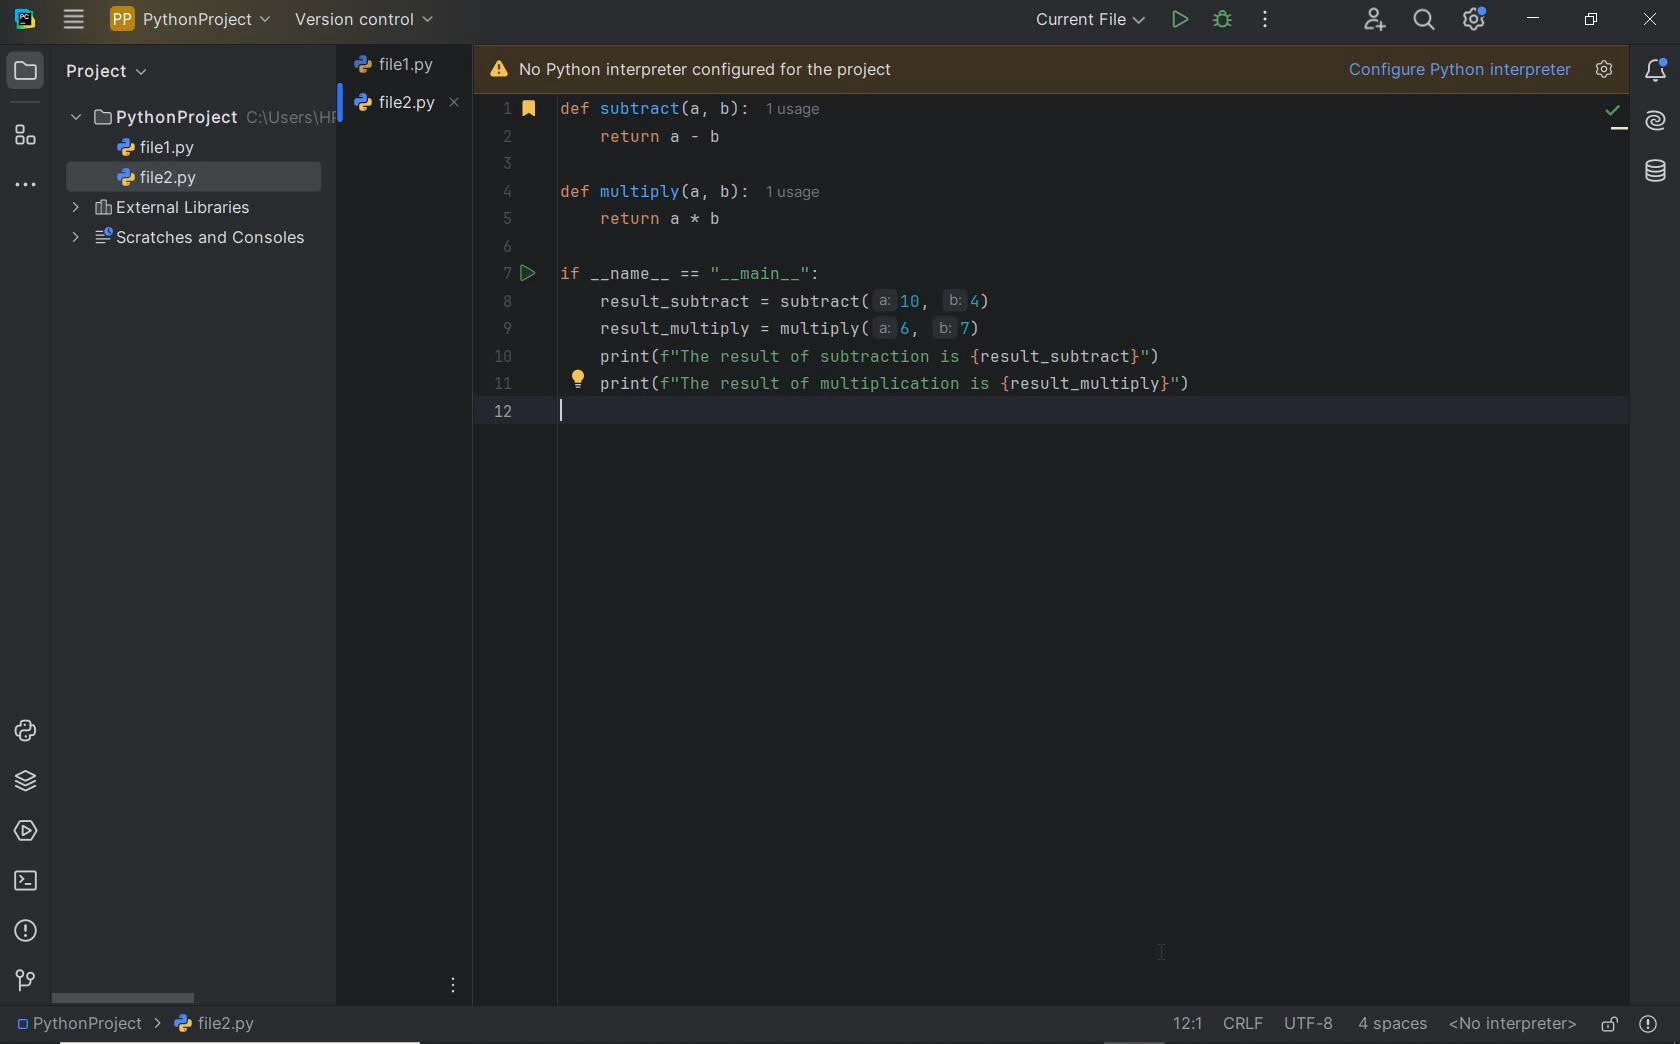 PC
PP PythonProject Version control Current File
Project
PythonProject C:\Users\HP
file1.py
file2.py
External Libraries
Scratches and Consoles
file1.py
file2.py
No Python interpreter configured for the project Configure Python interpreter
1 def subtract(a, b): 1 usage
2 return a - b
3
4 def multiply(a, b): 1 usage
5 return a * b
6
7 if __name__ == "__main__":
8 result_subtract = subtract( a: 10, b: 4)
9 result_multiply = multiply( a: 6, b: 7)
10 print(f"The result of subtraction is {result_subtract}")
11 print(f"The result of multiplication is {result_multiply}")
12
PythonProject > file2.py 12:1 CRLF UTF-8 4 spaces <No interpreter>